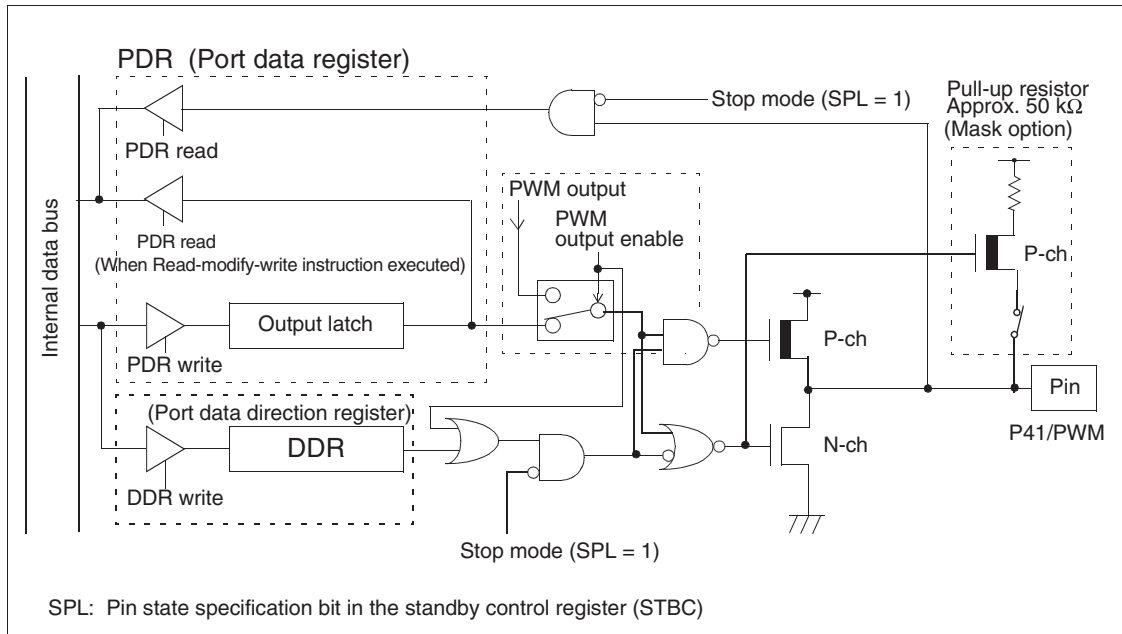 PDR (Port data register)
Stop mode (SPL = 1)
Pull-up resistor
Approx. 50 kΩ
(Mask option)
PDR read
PWM output
PWM
output enable
PDR read
(When Read-modify-write instruction executed)
P-ch
Internal data bus
Output latch
P-ch
PDR write
Pin
(Port data direction register)
P41/PWM
DDR
N-ch
DDR write
Stop mode (SPL = 1)
SPL: Pin state specification bit in the standby control register (STBC)